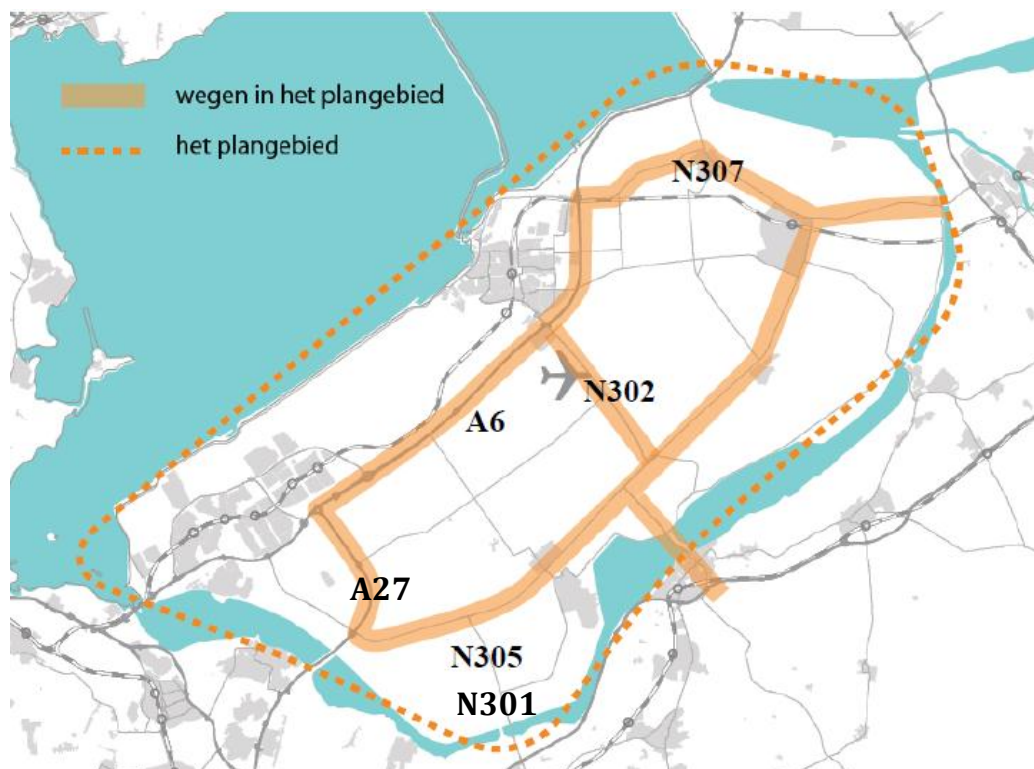 wegen in het plangebied
het plangebied
N307
N302
A6
A27
N305
N301